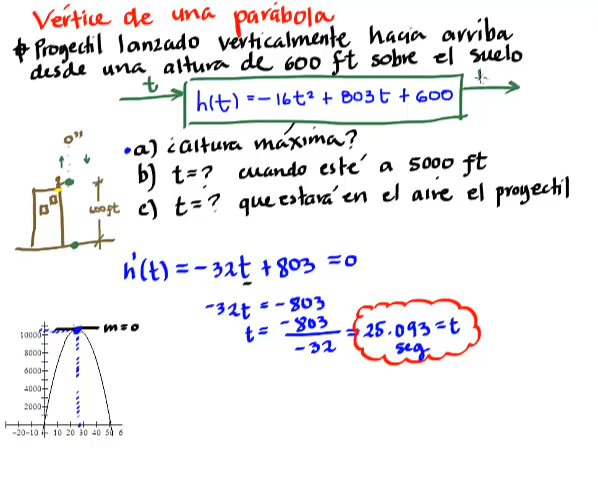 Vértice de una parábola
Proyectil lanzado verticalmente hacia arriba
desde una altura de 600 ft sobre el suelo
t
h(t) = -16t² + 803t + 600
a) ¿altura máxima?
b) t=? cuando esté a 5000 ft
c) t=? que estará en el aire el proyectil
600ft
h'(t) = -32t + 803 = 0
-32t = -803
t = -803/-32 = 25.093 = t
seg
m=0
10000
8000
6000
4000
2000
-20 -10 10 20 30 40 50 6